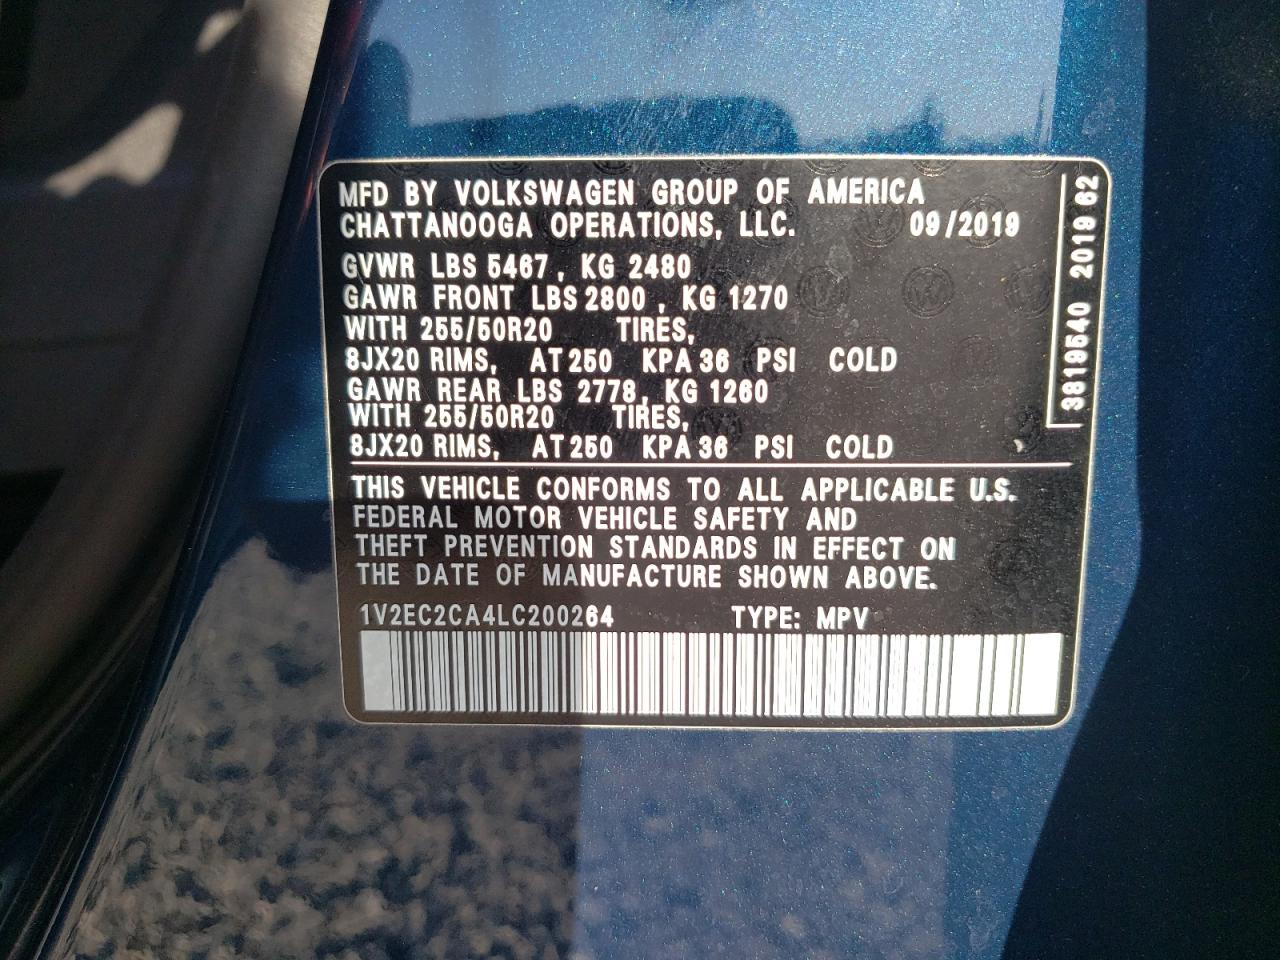 MFD BY VOLKSWAGEN GROUP OF AMERICA
CHATTANOOGA OPERATIONS, LLC. 09/2019
GVWR LBS 5467, KG 2480
GAWR FRONT LBS 2800, KG 1270
WITH 255/50R20 TIRES,
8JX20 RIMS, AT 250 KPA 36 PSI COLD
GAWR REAR LBS 2778, KG 1260
WITH 255/50R20 TIRES,
8JX20 RIMS, AT 250 KPA 36 PSI COLD
THIS VEHICLE CONFORMS TO ALL APPLICABLE U.S.
FEDERAL MOTOR VEHICLE SAFETY AND
THEFT PREVENTION STANDARDS IN EFFECT ON
THE DATE OF MANUFACTURE SHOWN ABOVE.
1V2EC2CA4LC200264 TYPE: MPV
3819540 2019 62